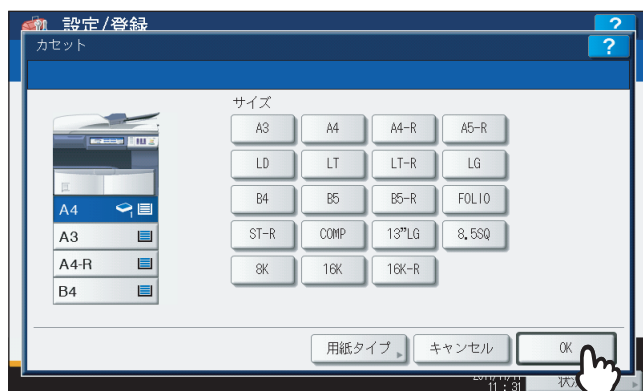 設定/登録 ?
カセット ?
サイズ
A3 A4 A4-R A5-R
LD LT LT-R LG
B4 B5 B5-R FOLIO
ST-R COMP 13"LG 8.5SQ
8K 16K 16K-R
A4
A3
A4-R
B4
用紙タイプ キャンセル OK
11:31